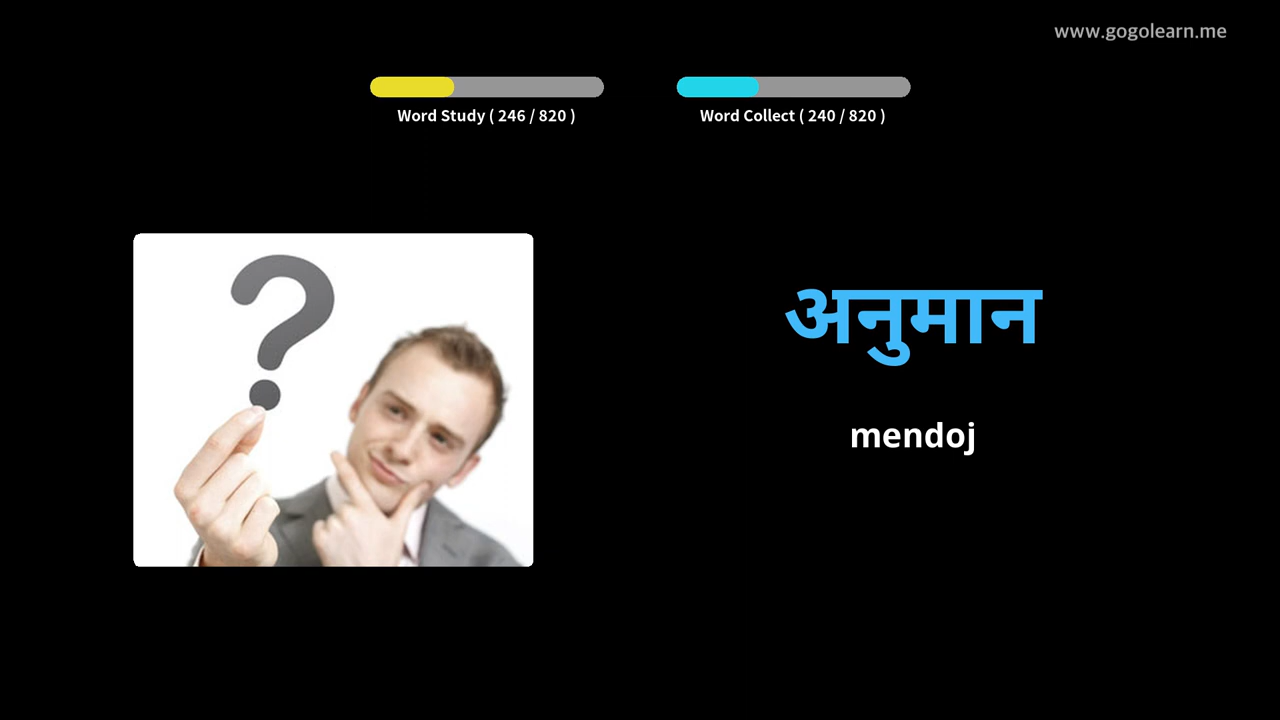 www.gogolearn.me
Word Study ( 246 / 820 )
Word Collect ( 240 / 820 )
?
अनुमान
mendoj